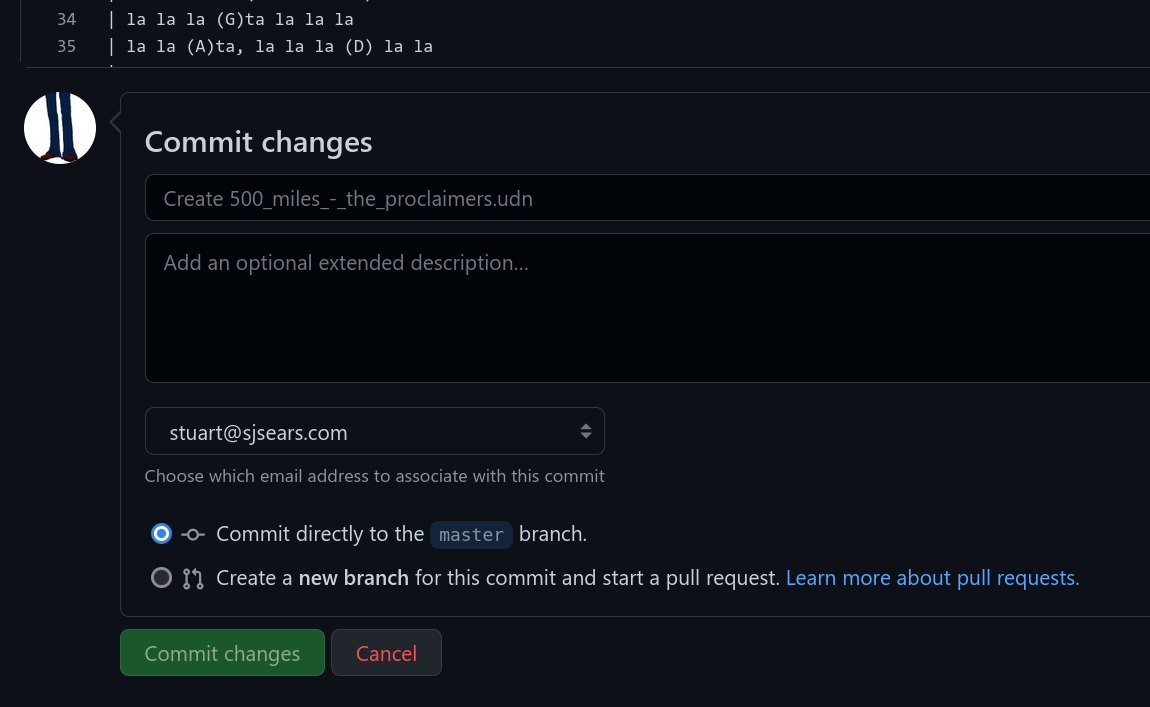 34 | la la la (G)ta la la la
35 | la la (A)ta, la la la (D) la la
Commit changes
Create 500_miles_-_the_proclaimers.udn
Add an optional extended description...
stuart@sjsears.com
Choose which email address to associate with this commit
Commit directly to the master branch.
Create a new branch for this commit and start a pull request. Learn more about pull requests.
Commit changes Cancel